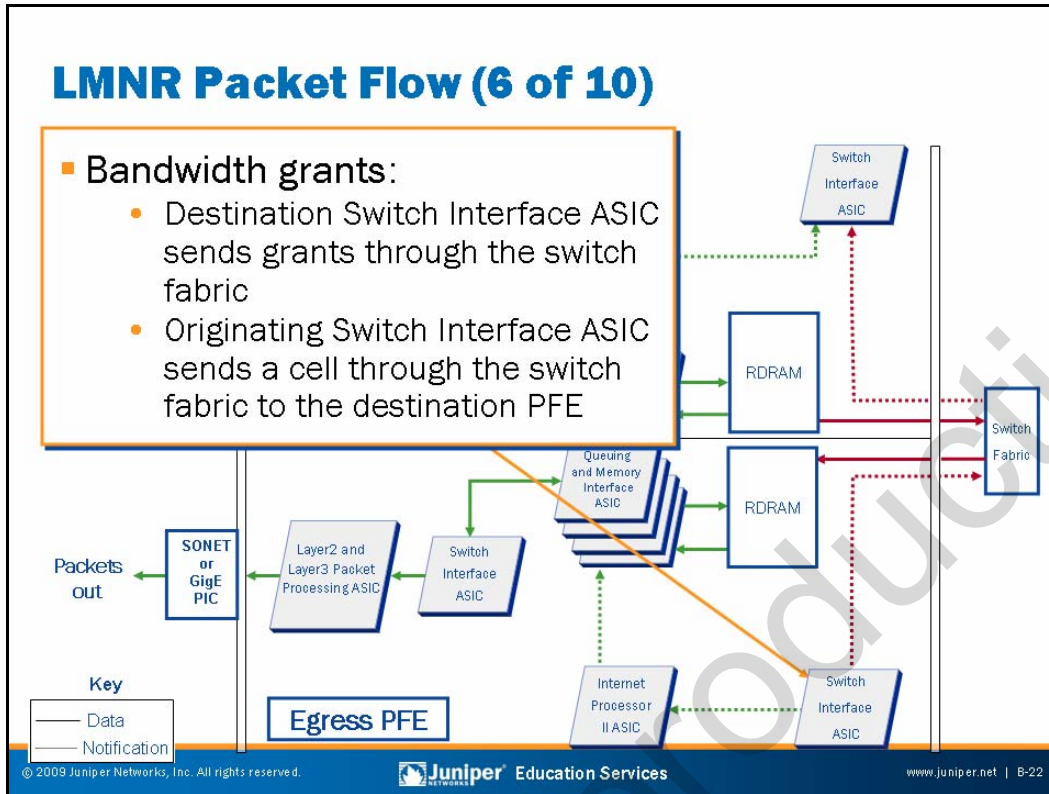 LMNR Packet Flow (6 of 10)
▪ Bandwidth grants:
• Destination Switch Interface ASIC
sends grants through the switch
fabric
• Originating Switch Interface ASIC
sends a cell through the switch
fabric to the destination PFE
Switch
Interface
ASIC
RDRAM
Switch
Fabric
Queuing
and Memory
Interface
ASIC
RDRAM
Packets
out
SONET
or
GigE
PIC
Layer2 and
Layer3 Packet
Processing ASIC
Switch
Interface
ASIC
Key
Data
Notification
Egress PFE
Internet
Processor
II ASIC
Switch
Interface
ASIC
© 2009 Juniper Networks, Inc. All rights reserved.
Juniper NETWORKS Education Services
www.juniper.net | B-22